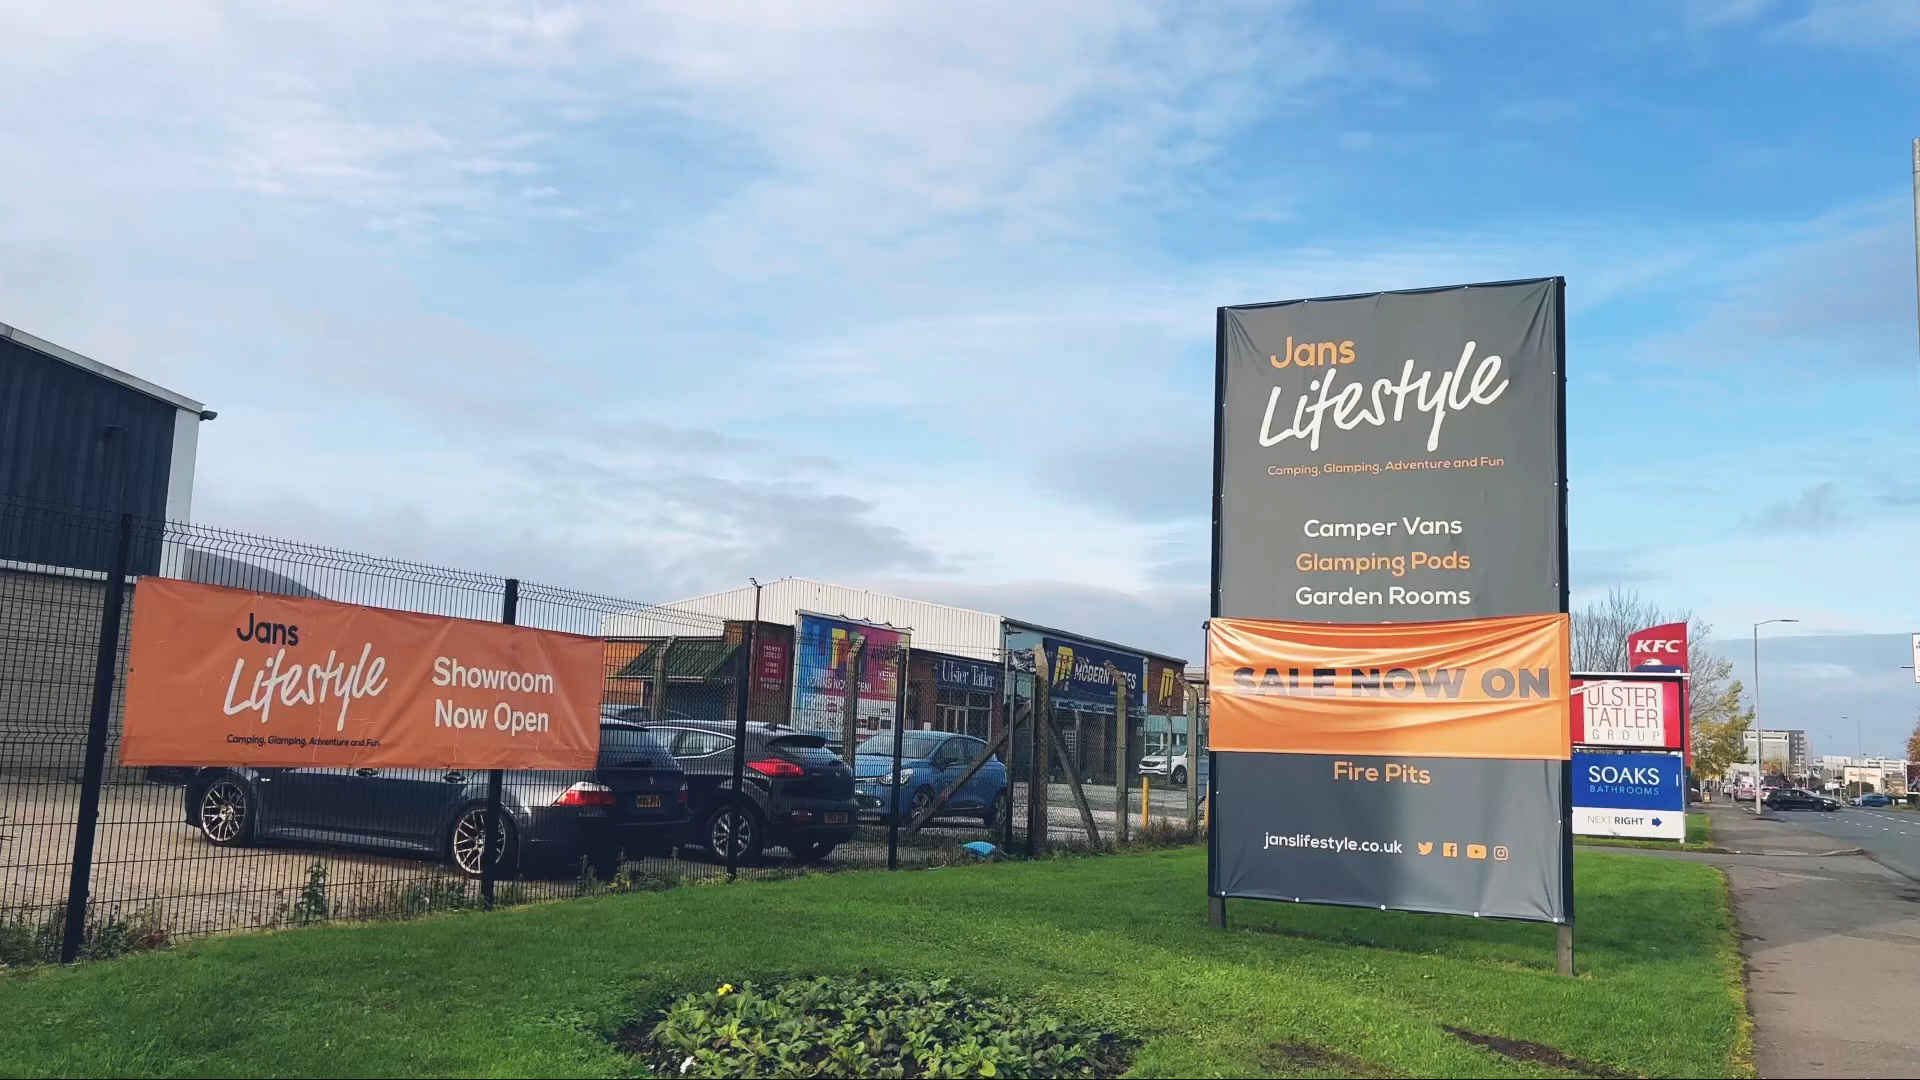 Jans
Lifestyle
Camping, Glamping, Adventure and Fun
Showroom
Now Open
Ulster Tatler
Jans
Lifestyle
Camping, Glamping, Adventure and Fun
Camper Vans
Glamping Pods
Garden Rooms
SALE NOW ON
Fire Pits
janslifestyle.co.uk
KFC
ULSTER
TATLER
GROUP
SOAKS
BATHROOMS
NEXT RIGHT